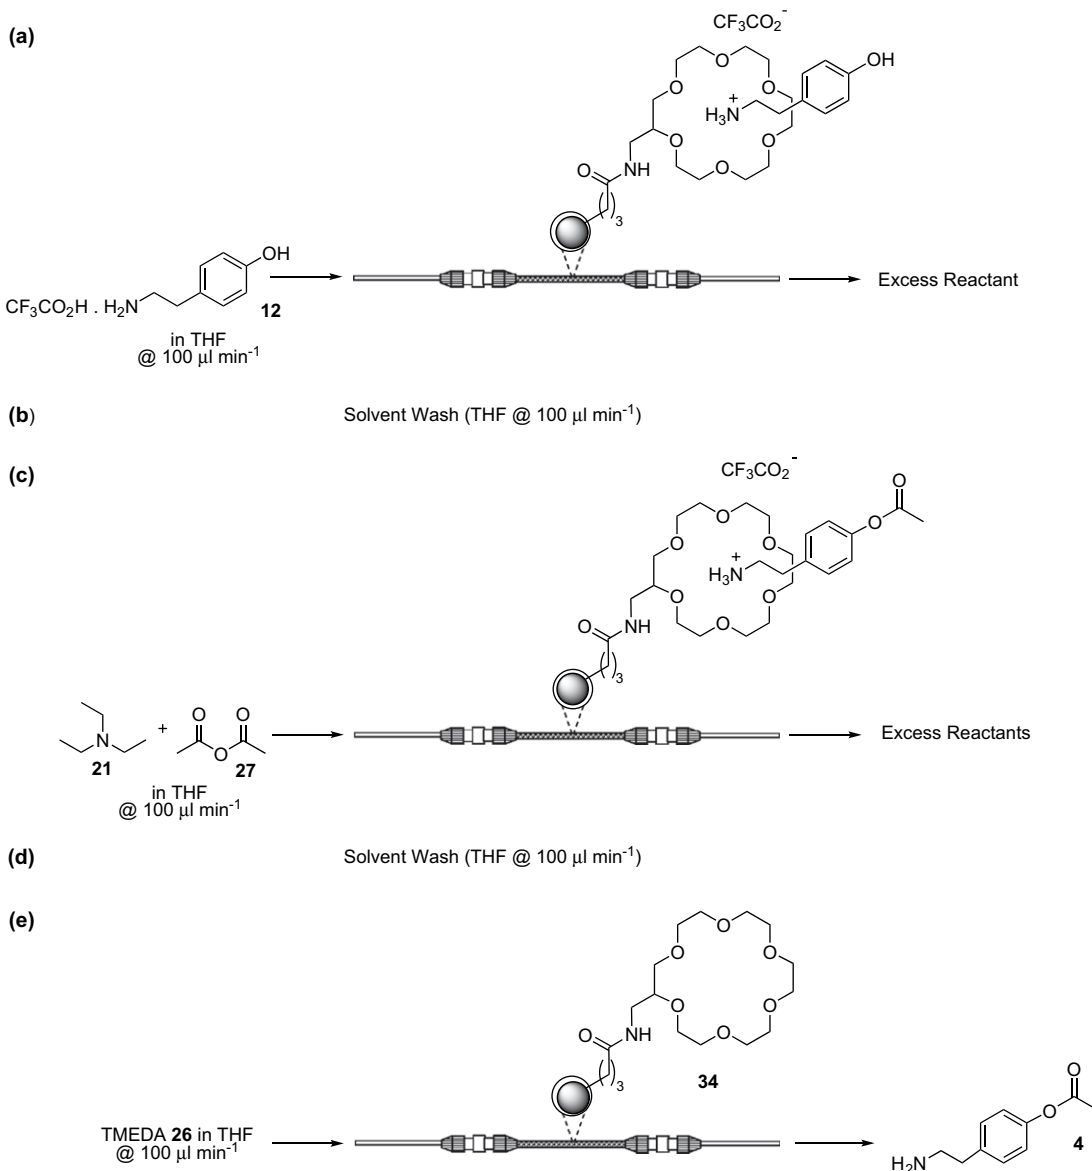 (a)
CF₃CO₂⁻
O
O
O
OH
+
H₃N
O
O
O
O
NH
( )₃
OH
CF₃CO₂H . H₂N
12
in THF
@ 100 μl min⁻¹
Excess Reactant
(b)
Solvent Wash (THF @ 100 μl min⁻¹)
(c)
CF₃CO₂⁻
O
O
O
O
O
+
H₃N
O
O
O
O
NH
( )₃
N
21
+
O
O
O
27
in THF
@ 100 μl min⁻¹
Excess Reactants
(d)
Solvent Wash (THF @ 100 μl min⁻¹)
(e)
O
O
O
O
O
O
O
NH
( )₃
34
TMEDA 26 in THF
@ 100 μl min⁻¹
O
O
H₂N
4